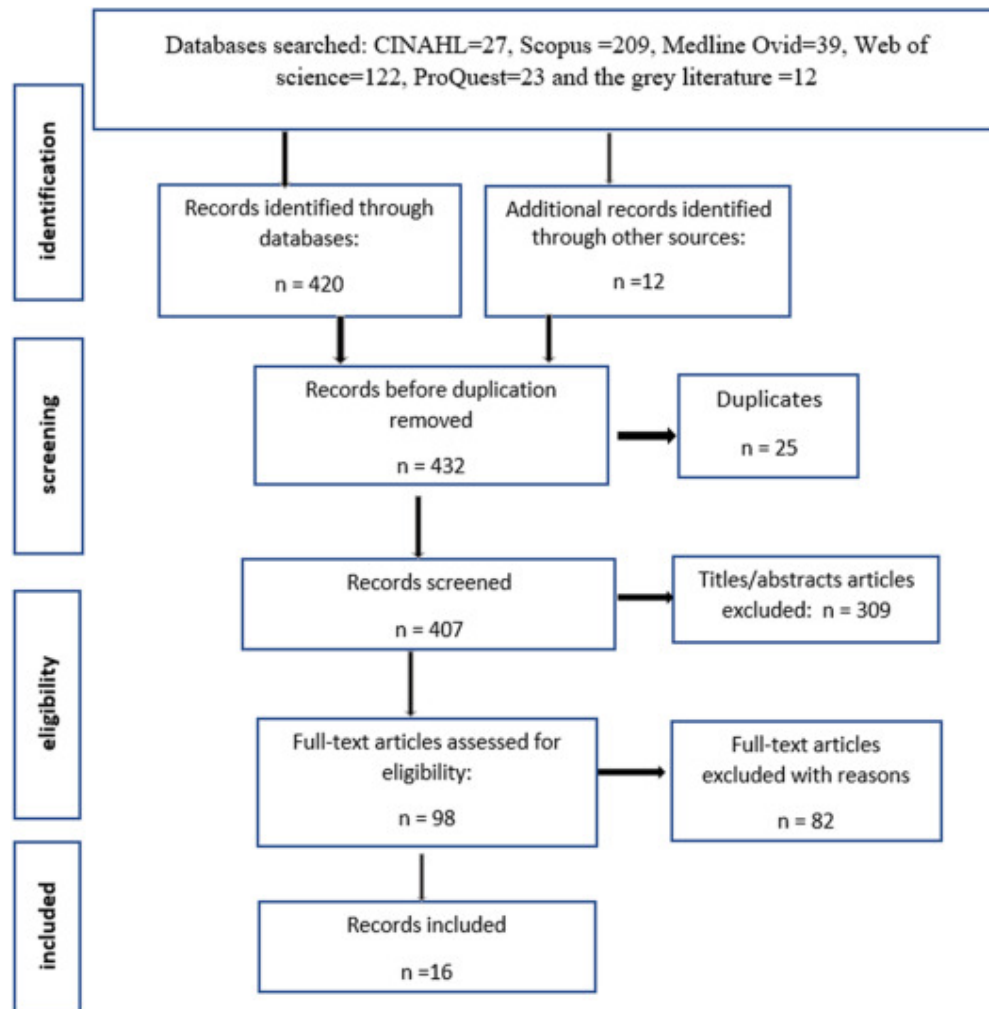 Databases searched: CINAHL=27, Scopus =209, Medline Ovid=39, Web of
science=122, ProQuest=23 and the grey literature =12
identification
Records identified through
databases:
n = 420
Additional records identified
through other sources:
n =12
screening
Records before duplication
removed
n = 432
Duplicates
n = 25
Records screened
n = 407
Titles/abstracts articles
excluded: n = 309
eligibility
Full-text articles assessed for
eligibility:
n = 98
Full-text articles
excluded with reasons
n = 82
included
Records included
n =16